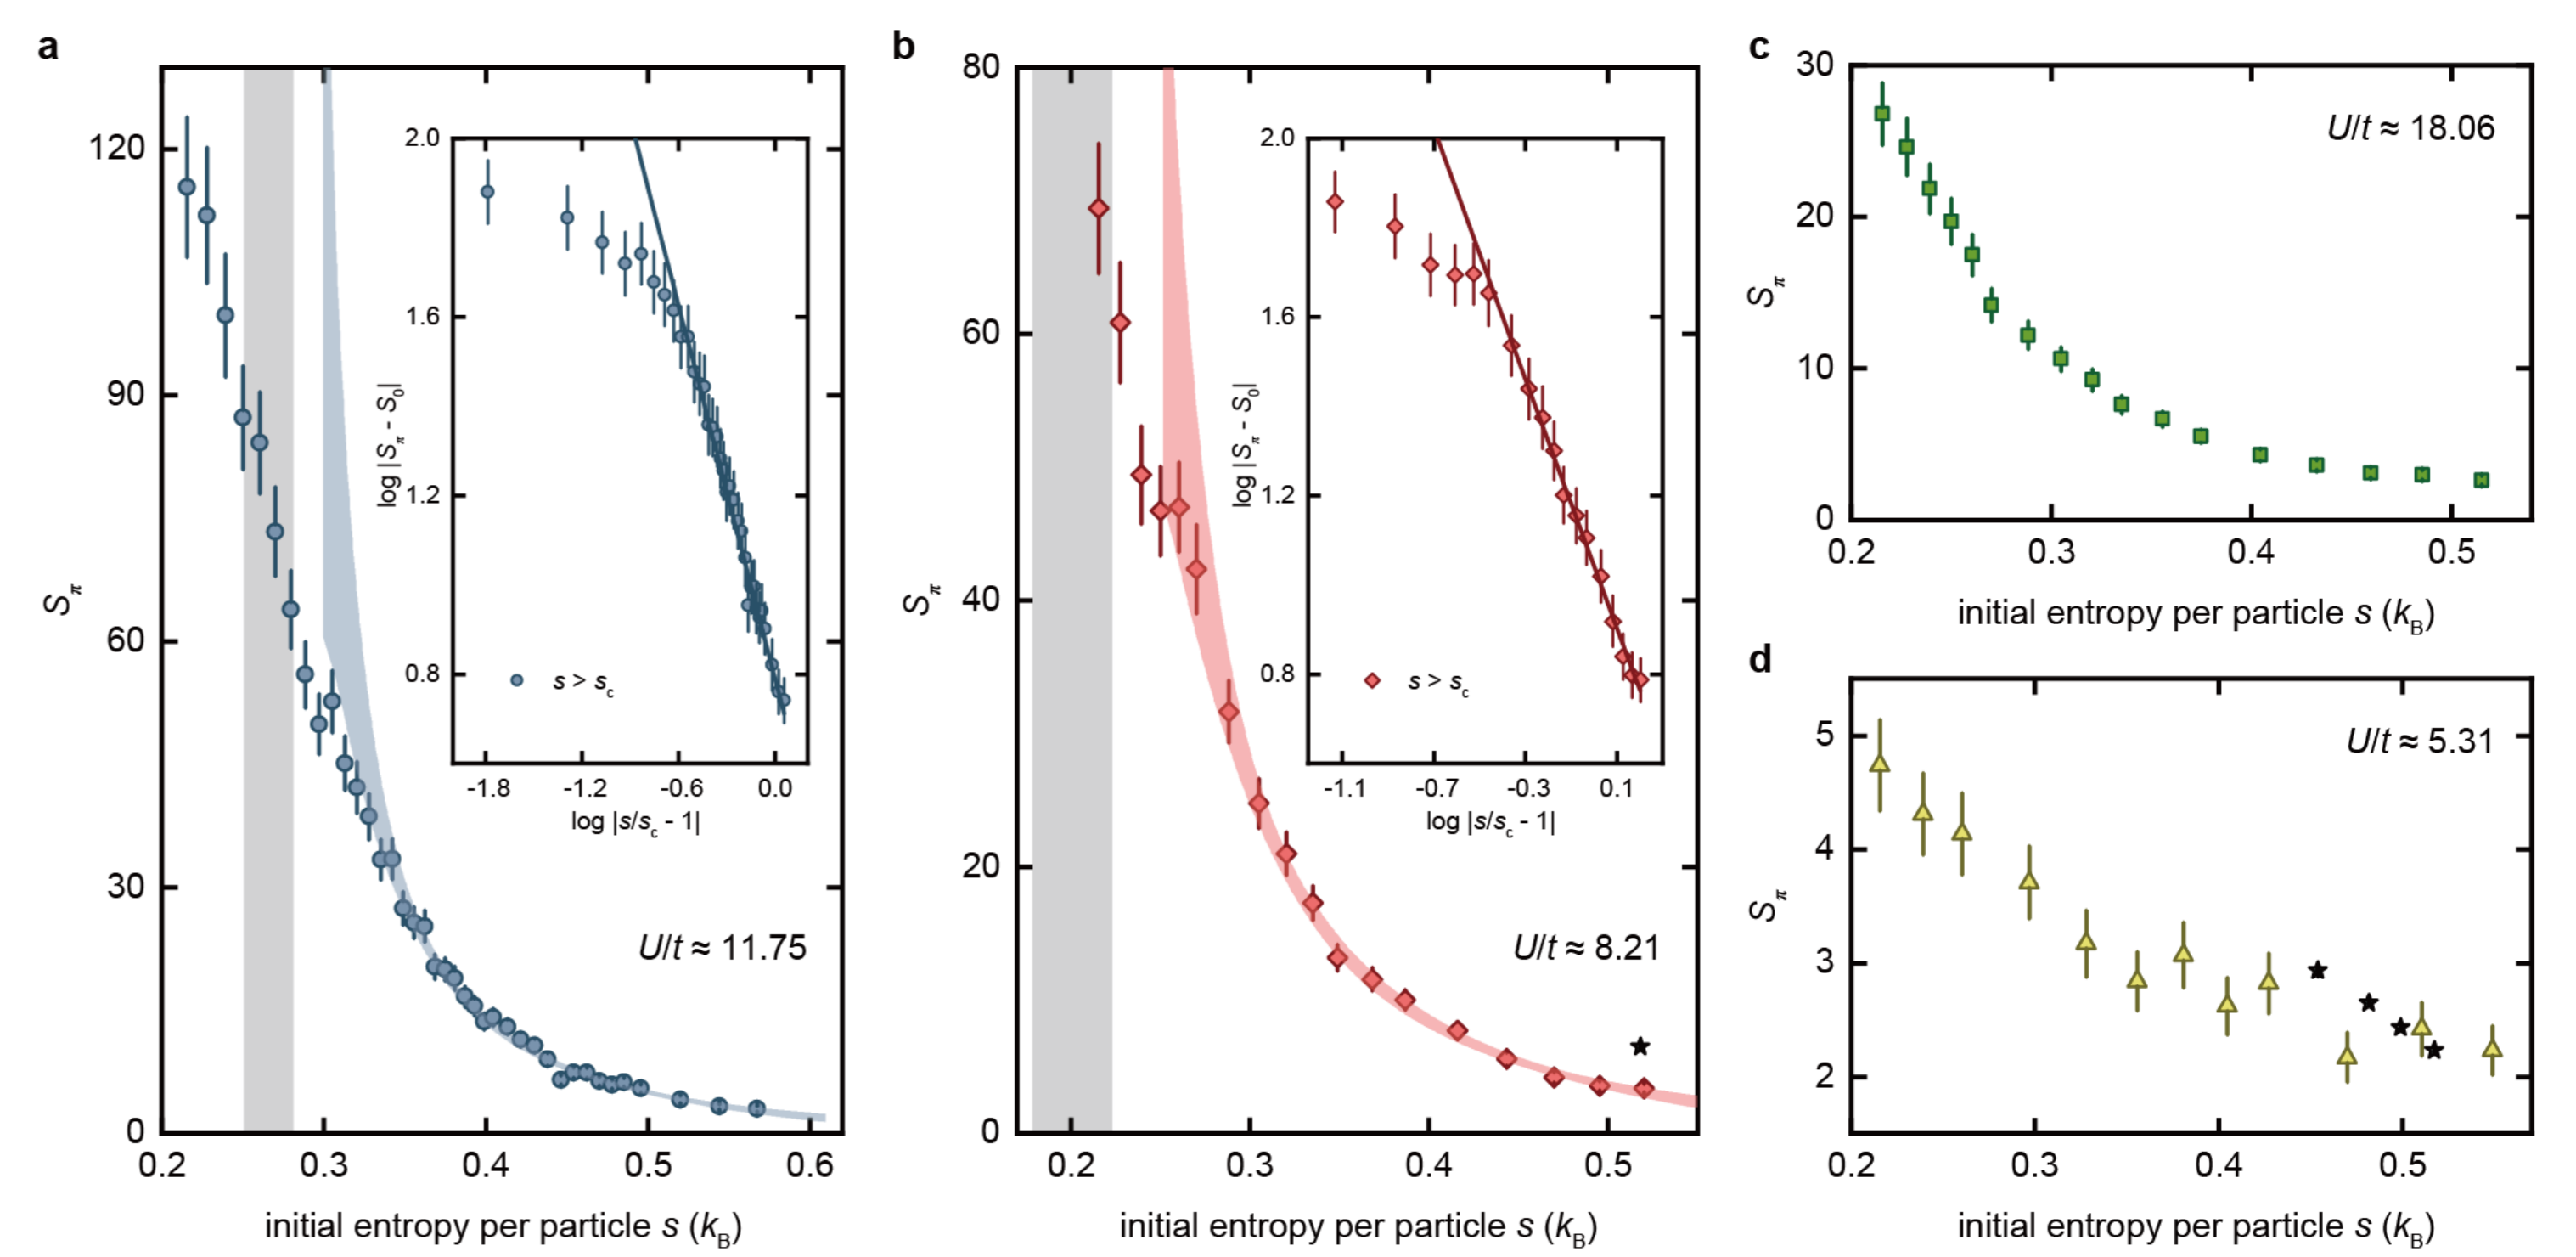 a
120
90
60
30
0
S_π
0.2 0.3 0.4 0.5 0.6
initial entropy per particle s (k_B)
U/t ≈ 11.75
2.0
1.6
1.2
0.8
log |S_π - S_0|
s > s_c
-1.8 -1.2 -0.6 0.0
log |s/s_c - 1|
b
80
60
40
20
0
S_π
0.2 0.3 0.4 0.5
initial entropy per particle s (k_B)
U/t ≈ 8.21
2.0
1.6
1.2
0.8
log |S_π - S_0|
s > s_c
-1.1 -0.7 -0.3 0.1
log |s/s_c - 1|
c
30
20
10
0
S_π
U/t ≈ 18.06
0.2 0.3 0.4 0.5
initial entropy per particle s (k_B)
d
5
4
3
2
S_π
U/t ≈ 5.31
0.2 0.3 0.4 0.5
initial entropy per particle s (k_B)